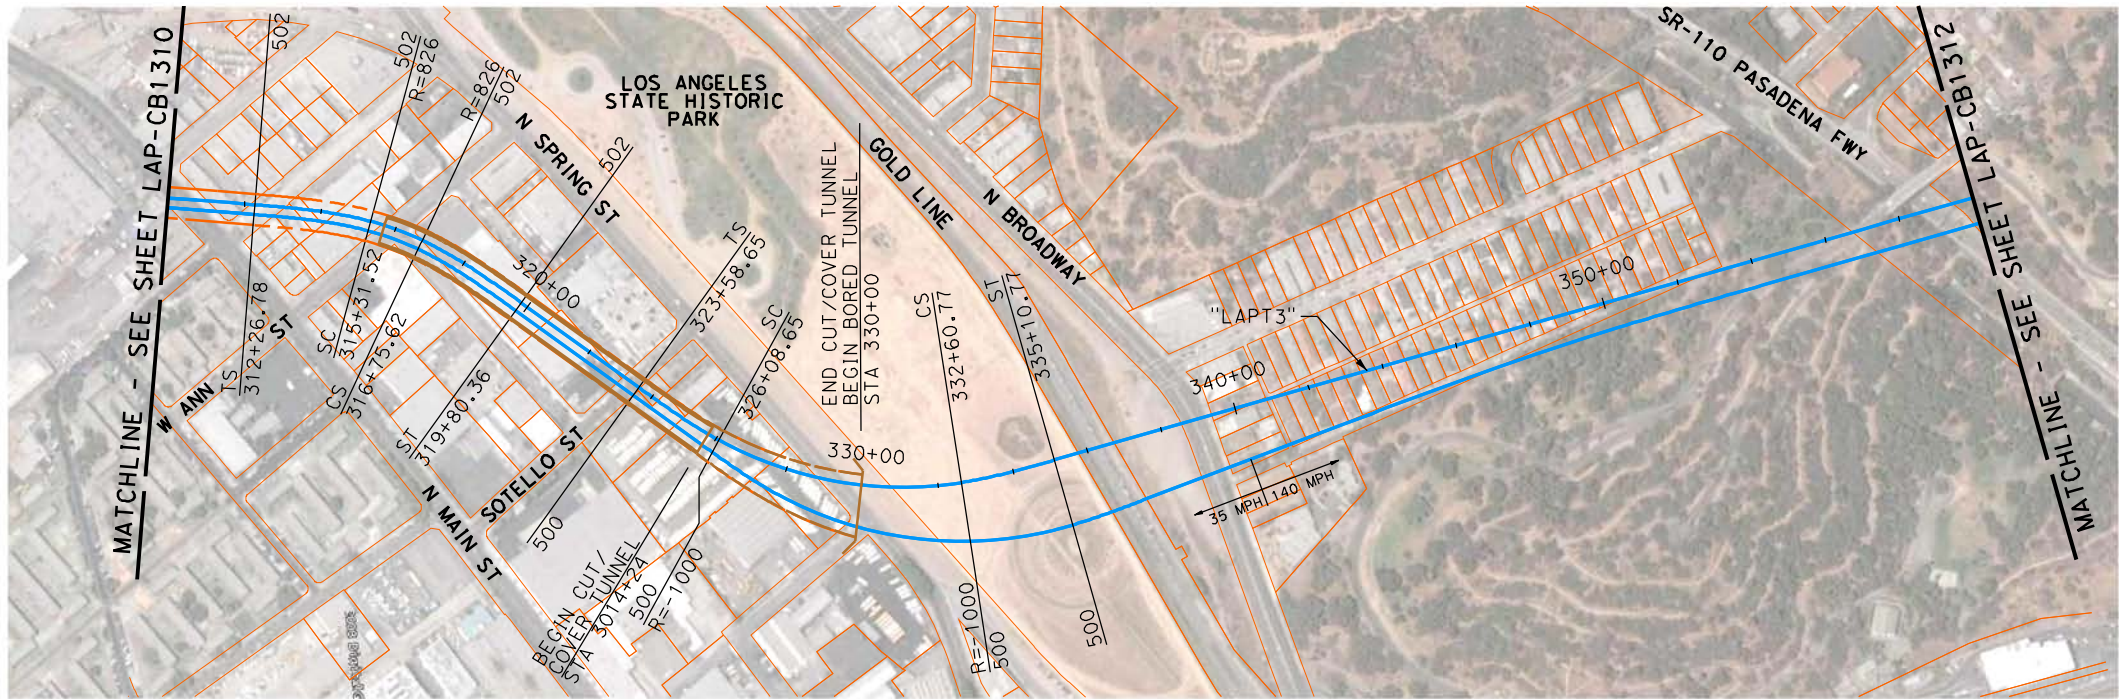 MATCHLINE - SEE SHEET LAP-CB1310
502
TS
312+26.78
W ANN ST
502
R=826
SC
315+31.52
R=826
502
CS
316+75.62
502
ST
319+80.36
320+00
N SPRING ST
LOS ANGELES
STATE HISTORIC
PARK
N MAIN ST
SOTELLO ST
TS
323+58.65
500
SC
326+08.65
500
R=-1000
BEGIN CUT/
COVER TUNNEL
STA 3014+24
END CUT/COVER TUNNEL
BEGIN BORED TUNNEL
STA 330+00
330+00
GOLD LINE
N BROADWAY
CS
332+60.77
R=-1000
500
ST
335+10.77
500
"LAPT3"
340+00
35 MPH
140 MPH
350+00
SR-110 PASADENA FWY
MATCHLINE - SEE SHEET LAP-CB1312